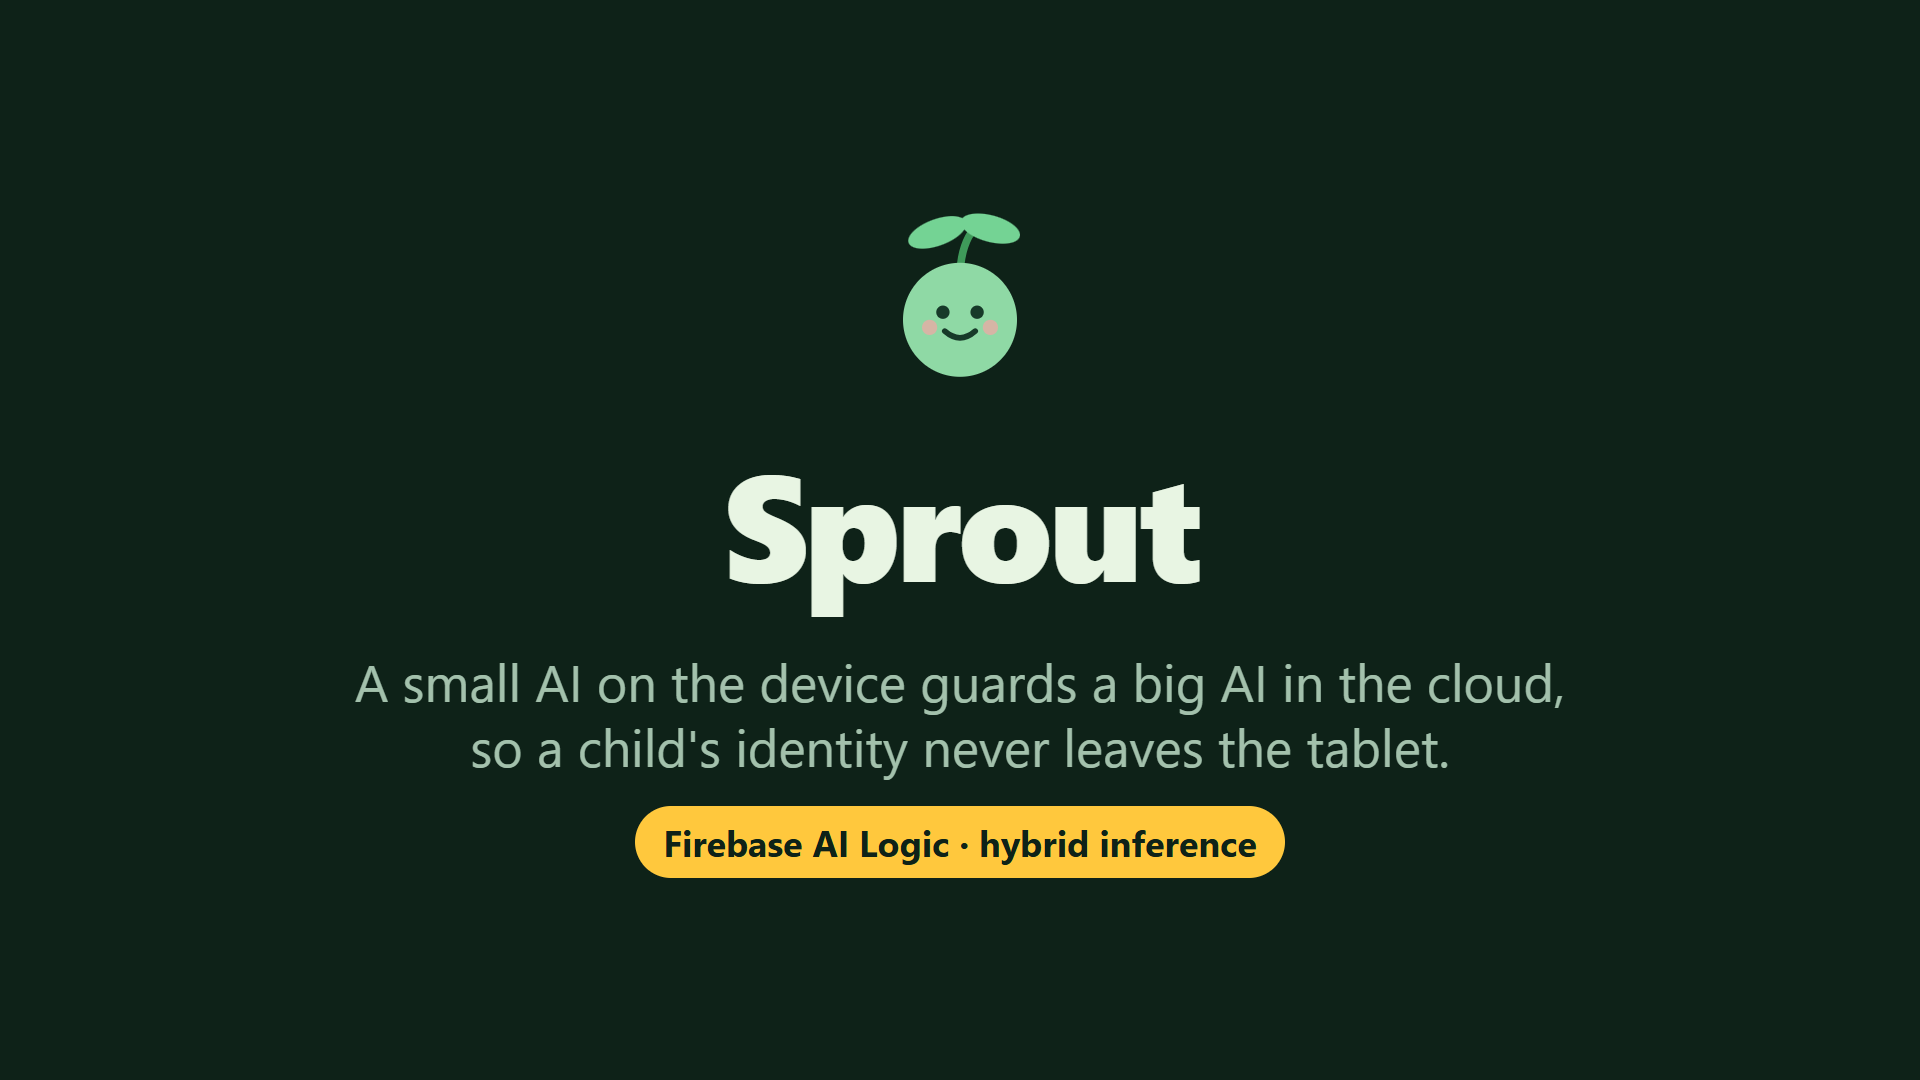 Sprout
A small AI on the device guards a big AI in the cloud,
so a child's identity never leaves the tablet.
Firebase AI Logic · hybrid inference